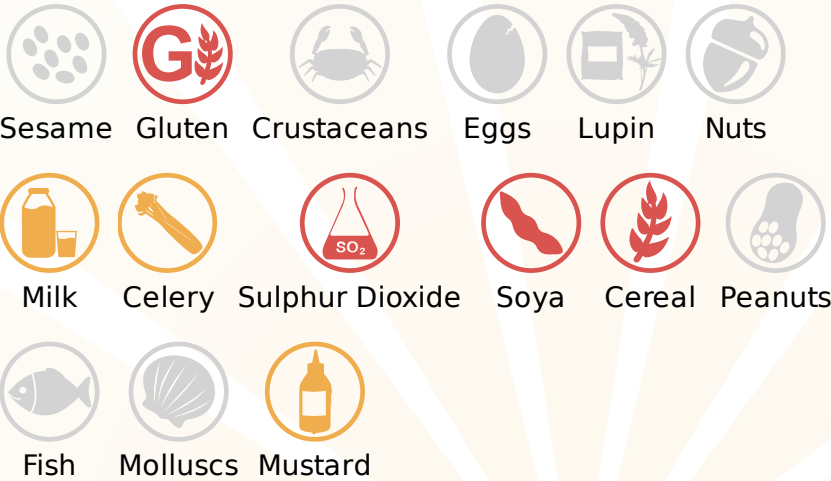 G
Sesame Gluten Crustaceans Eggs Lupin Nuts
SO₂
Milk Celery Sulphur Dioxide Soya Cereal Peanuts
Fish Molluscs Mustard